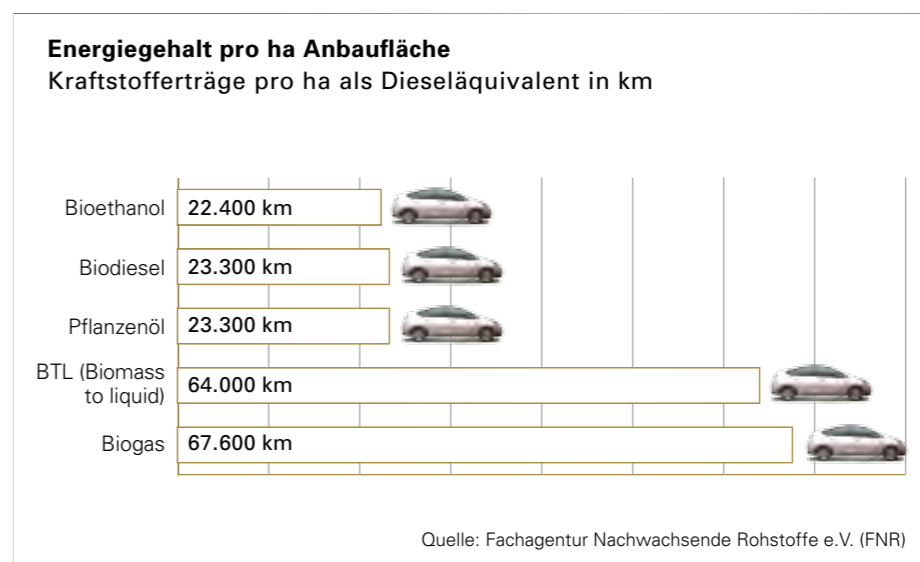 Energiegehalt pro ha Anbaufläche
Kraftstofferträge pro ha als Dieseläquivalent in km
Bioethanol 22.400 km
Biodiesel 23.300 km
Pflanzenöl 23.300 km
BTL (Biomass
to liquid) 64.000 km
Biogas 67.600 km
Quelle: Fachagentur Nachwachsende Rohstoffe e.V. (FNR)